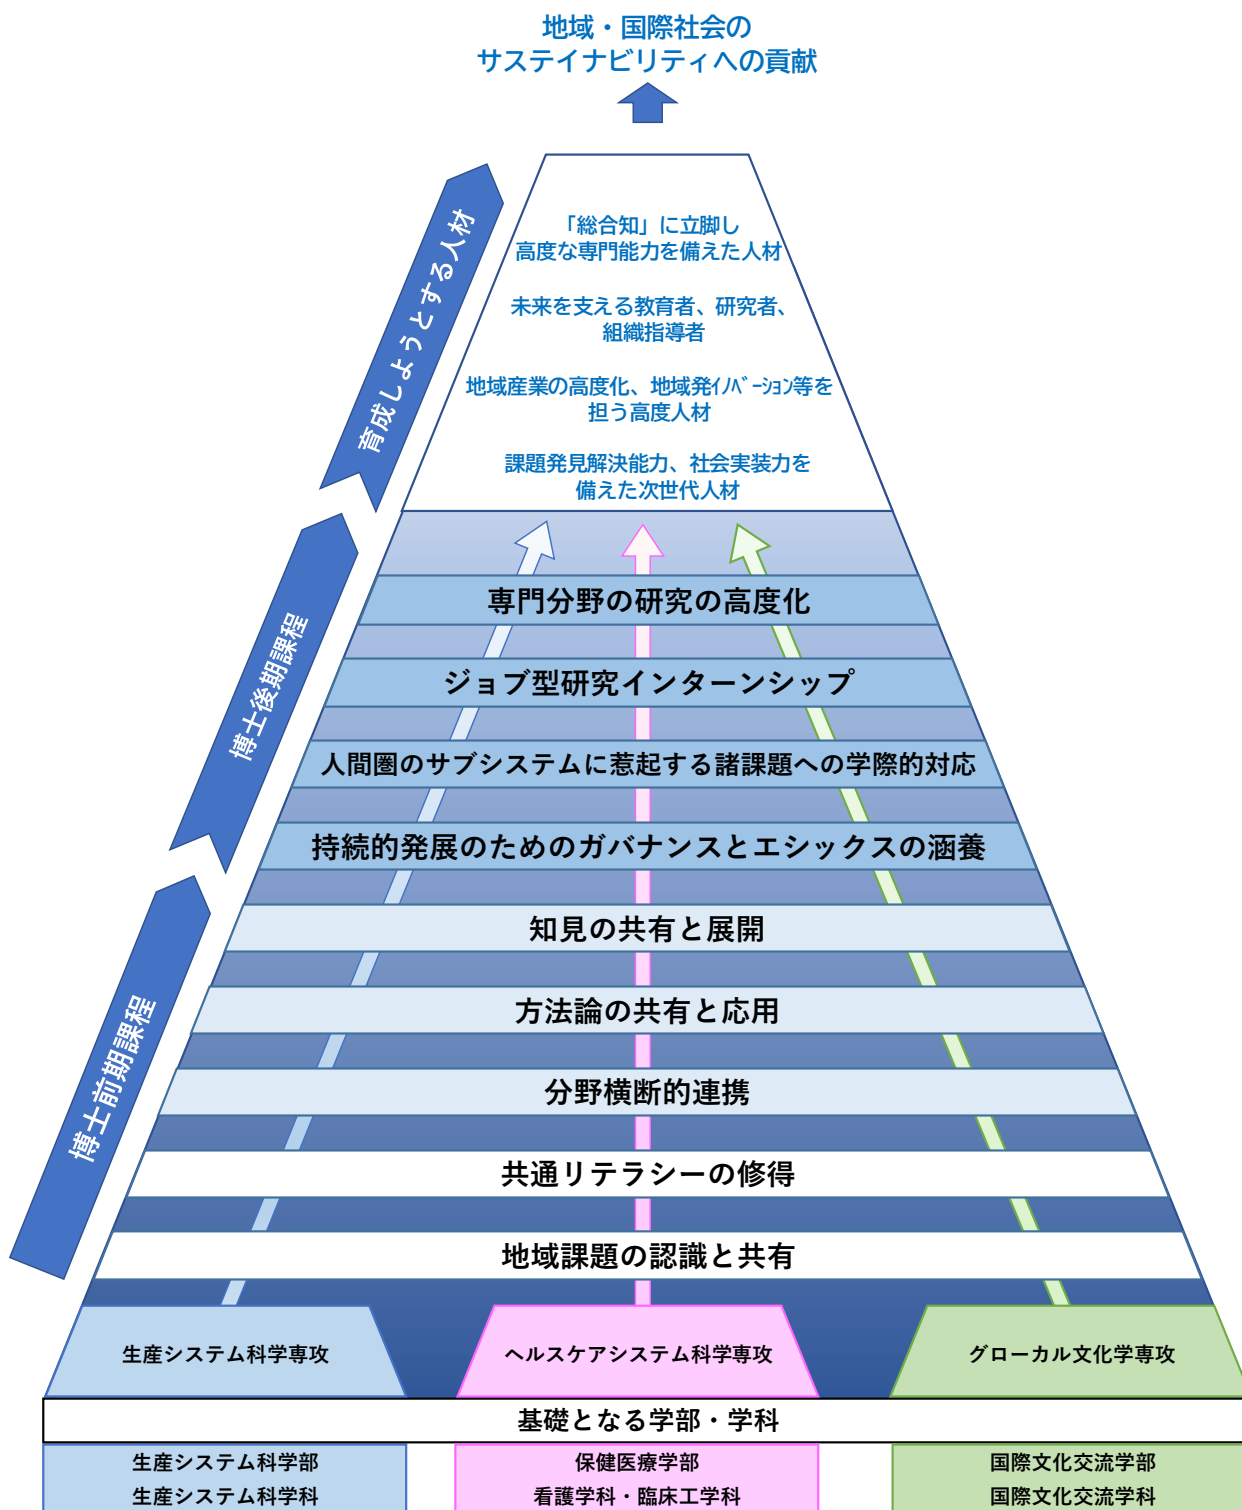 地域・国際社会の
サステイナビリティへの貢献
育成しようとする人材
「総合知」に立脚し
高度な専門能力を備えた人材
未来を支える教育者、研究者、
組織指導者
地域産業の高度化、地域発ｲﾉﾍﾞｰｼｮﾝ等を
担う高度人材
課題発見解決能力、社会実装力を
備えた次世代人材
博士後期課程
専門分野の研究の高度化
ジョブ型研究インターンシップ
人間圏のサブシステムに惹起する諸課題への学際的対応
持続的発展のためのガバナンスとエシックスの涵養
博士前期課程
知見の共有と展開
方法論の共有と応用
分野横断的連携
共通リテラシーの修得
地域課題の認識と共有
生産システム科学専攻
ヘルスケアシステム科学専攻
グローカル文化学専攻
基礎となる学部・学科
生産システム科学部
生産システム科学科
保健医療学部
看護学科・臨床工学科
国際文化交流学部
国際文化交流学科